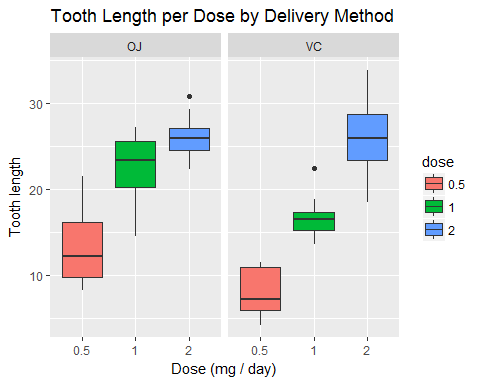 Tooth Length per Dose by Delivery Method
OJ
VC
Tooth length
30
20
10
0.5
1
2
0.5
1
2
Dose (mg / day)
dose
0.5
1
2